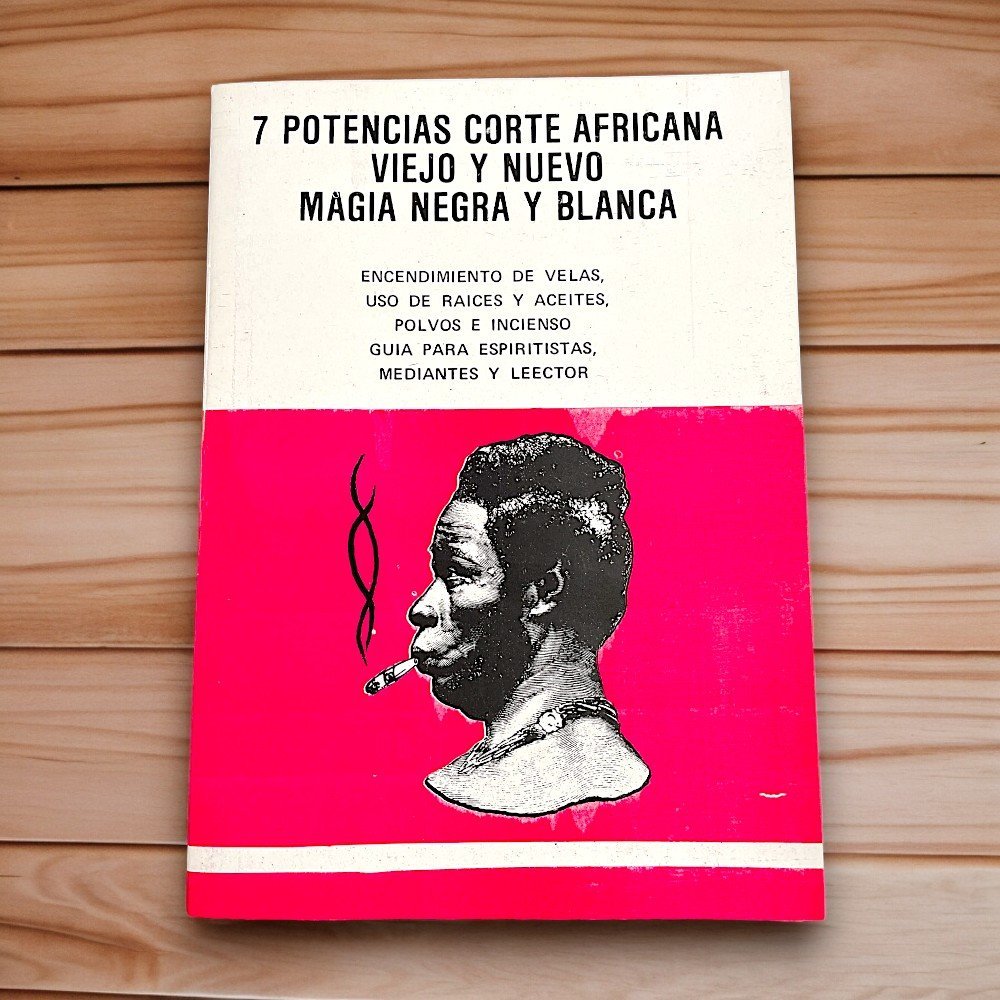 7 POTENCIAS CORTE AFRICANA
VIEJO Y NUEVO
MAGIA NEGRA Y BLANCA
ENCENDIMIENTO DE VELAS,
USO DE RAICES Y ACEITES,
POLVOS E INCIENSO
GUIA PARA ESPIRITISTAS,
MEDIANTES Y LEECTOR